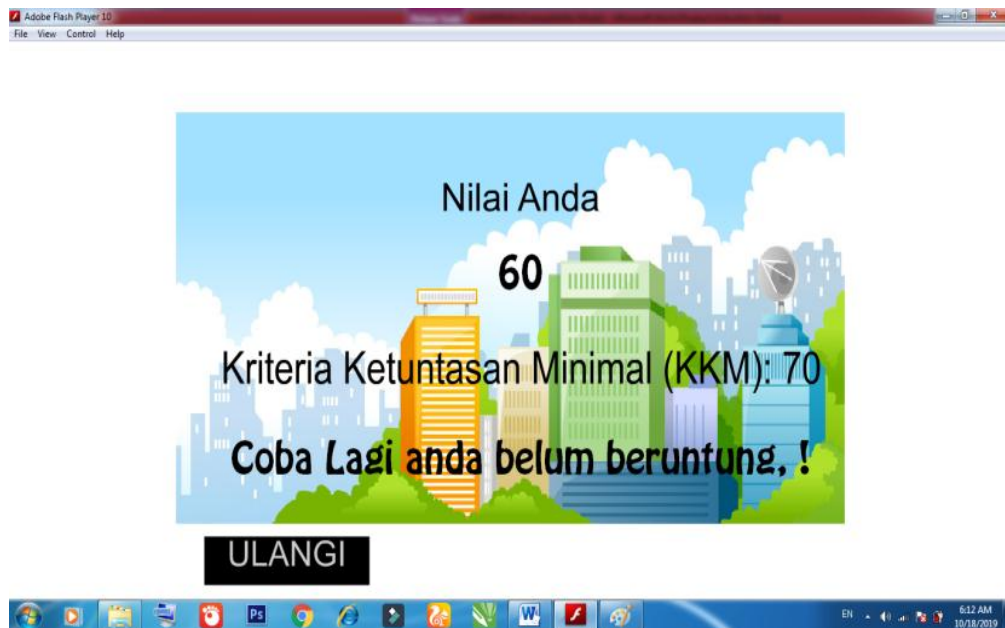 Adobe Flash Player 10
File View Control Help
Nilai Anda
60
Kriteria Ketuntasan Minimal (KKM): 70
Coba Lagi anda belum beruntung, !
ULANGI
Ps
W
EN
6:12 AM
10/18/2019